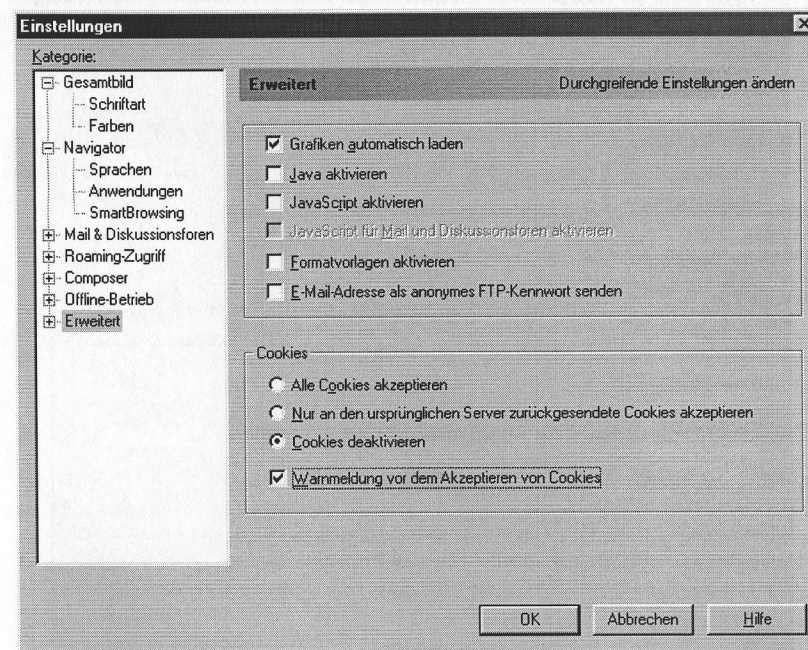 Einstellungen
Kategorie:
Gesamtbild
Schriftart
Farben
Navigator
Sprachen
Anwendungen
SmartBrowsing
Mail & Diskussionsforen
Roaming-Zugriff
Composer
Offline-Betrieb
Erweitert
Erweitert Durchgreifende Einstellungen ändern
Grafiken automatisch laden
Java aktivieren
JavaScript aktivieren
JavaScript für Mail und Diskussionsforen aktivieren
Formatvorlagen aktivieren
E-Mail-Adresse als anonymes FTP-Kennwort senden
Cookies
Alle Cookies akzeptieren
Nur an den ursprünglichen Server zurückgesendete Cookies akzeptieren
Cookies deaktivieren
Warnmeldung vor dem Akzeptieren von Cookies
OK Abbrechen Hilfe